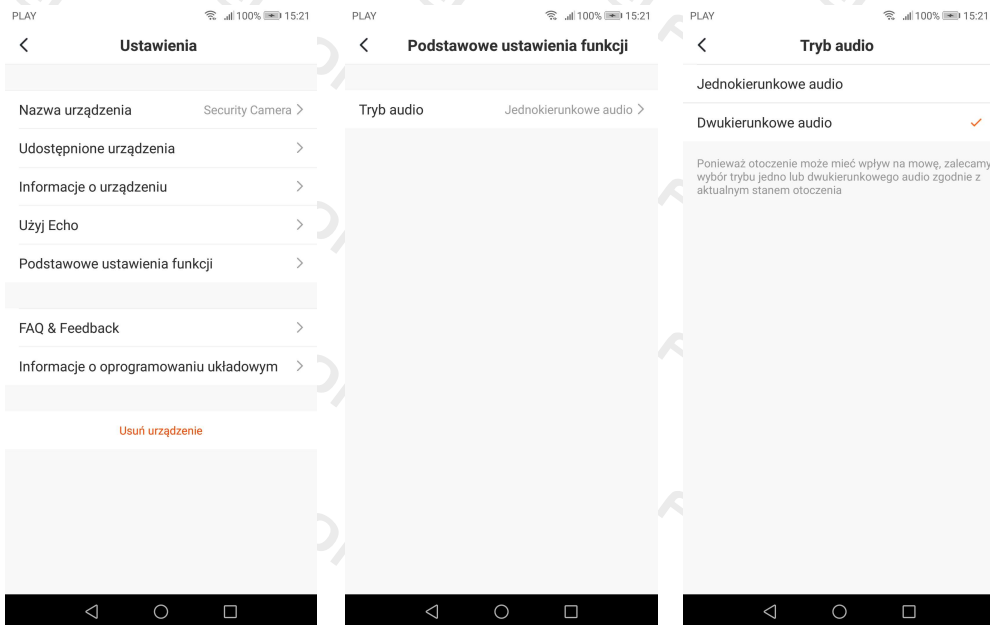 PLAY 100% 15:21
Ustawienia
Nazwa urządzenia Security Camera
Udostępnione urządzenia
Informacje o urządzeniu
Użyj Echo
Podstawowe ustawienia funkcji
FAQ & Feedback
Informacje o oprogramowaniu układowym
Usuń urządzenie
PLAY 100% 15:21
Podstawowe ustawienia funkcji
Tryb audio Jednokierunkowe audio
PLAY 100% 15:21
Tryb audio
Jednokierunkowe audio
Dwukierunkowe audio
Ponieważ otoczenie może mieć wpływ na mowę, zalecamy
wybór trybu jedno lub dwukierunkowego audio zgodnie z
aktualnym stanem otoczenia